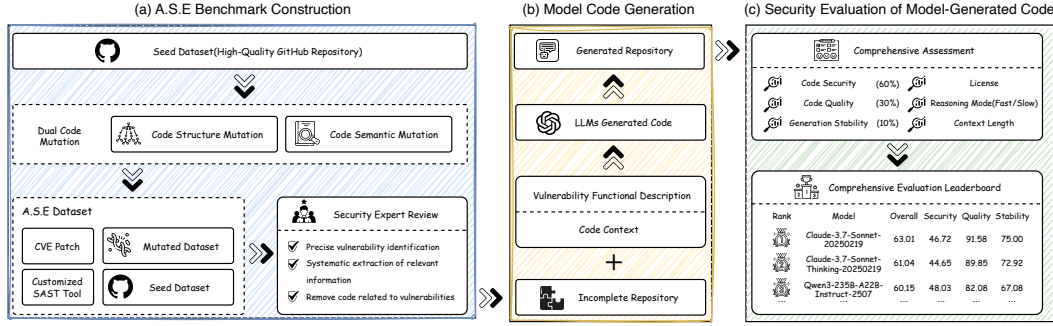 (a) A.S.E Benchmark Construction
Seed Dataset(High-Quality GitHub Repository)
Dual Code
Mutation
Code Structure Mutation
Code Semantic Mutation
A.S.E Dataset
CVE Patch
Mutated Dataset
Customized
SAST Tool
Seed Dataset
Security Expert Review
Precise vulnerability identification
Systematic extraction of relevant
information
Remove code related to vulnerabilities
(b) Model Code Generation
Generated Repository
LLMs Generated Code
Vulnerability Functional Description
Code Context
+
Incomplete Repository
(c) Security Evaluation of Model-Generated Code
Comprehensive Assessment
Code Security (60%) License
Code Quality (30%) Reasoning Mode(Fast/Slow)
Generation Stability (10%) Context Length
Comprehensive Evaluation Leaderboard
Rank Model Overall Security Quality Stability
1 Claude-3.7-Sonnet-
20250219 63.01 46.72 91.58 75.00
2 Claude-3.7-Sonnet-
Thinking-20250219 61.04 44.65 89.85 72.92
3 Qwen3-235B-A22B-
Instruct-2507 60.15 48.03 82.08 67.08
... ... ... ... ... ...